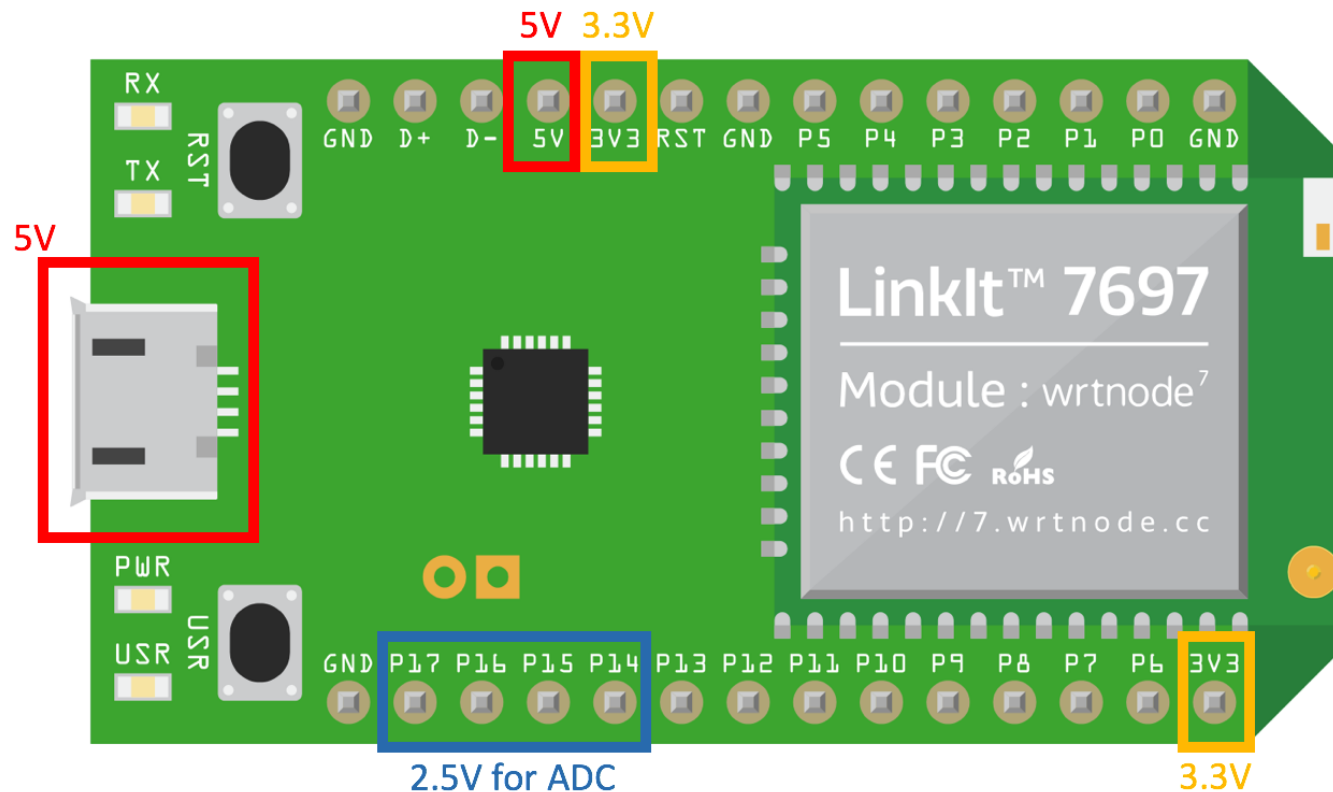 5V 3.3V
RX
RST
TX
GND D+ D- 5V 3V3 RST GND P5 P4 P3 P2 P1 P0 GND
5V
LinkIt™ 7697
Module : wrtnode⁷
CE FC RoHS
http://7.wrtnode.cc
PWR
USR
USR
GND P17 P16 P15 P14 P13 P12 P11 P10 P9 P8 P7 P6 3V3
2.5V for ADC
3.3V